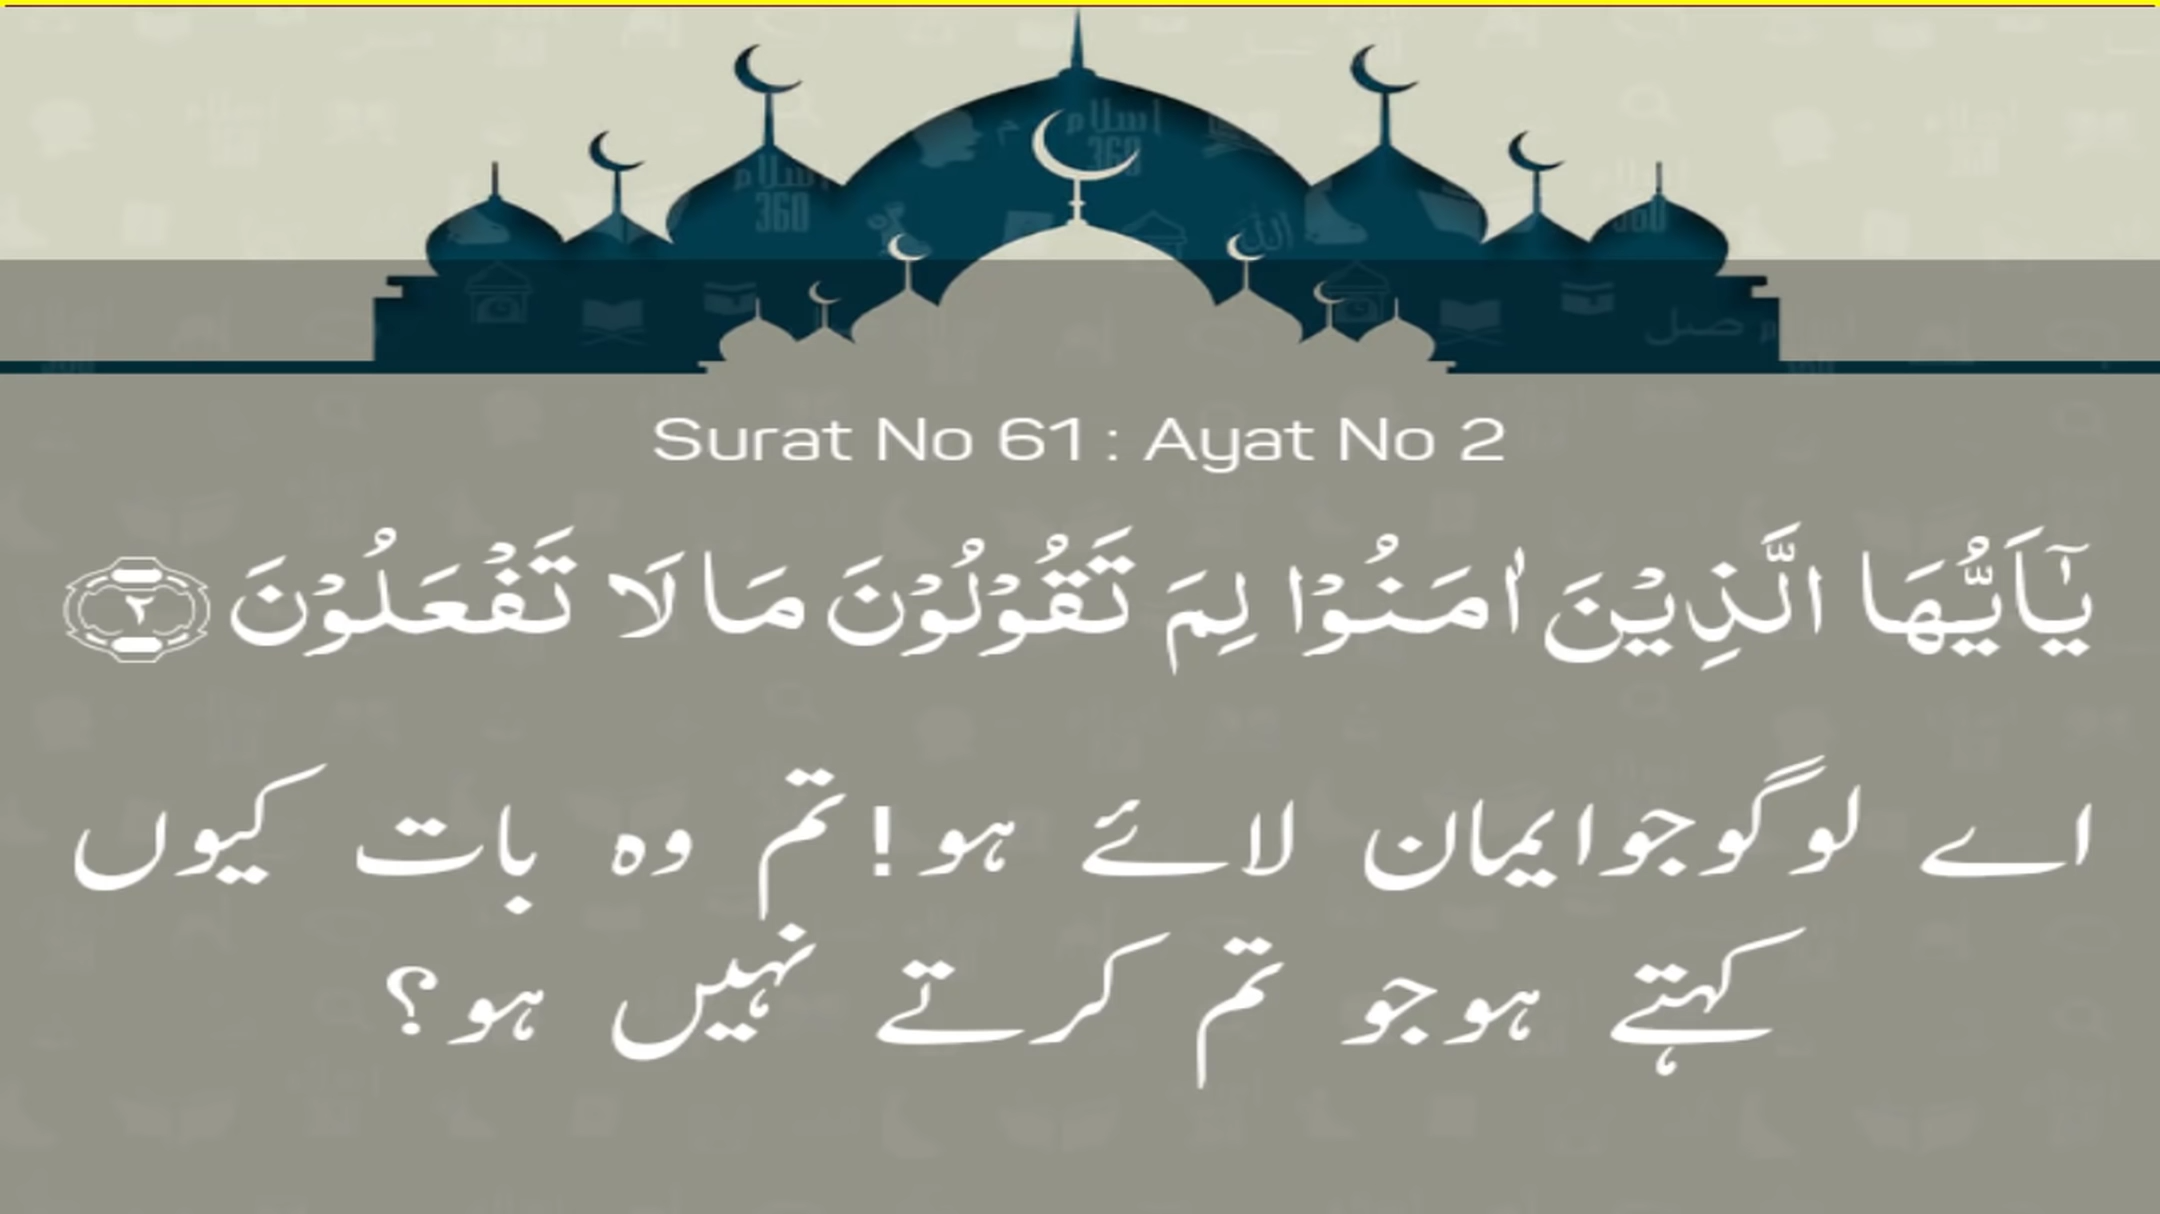 Surat No 61 : Ayat No 2
يٰۤاَيُّهَا الَّذِيْنَ اٰمَنُوْا لِمَ تَقُوْلُوْنَ مَا لَا تَفْعَلُوْنَ ۝۲
اے لوگو جو ایمان لائے ہو! تم وہ بات کیوں
کہتے ہو جو تم کرتے نہیں ہو؟